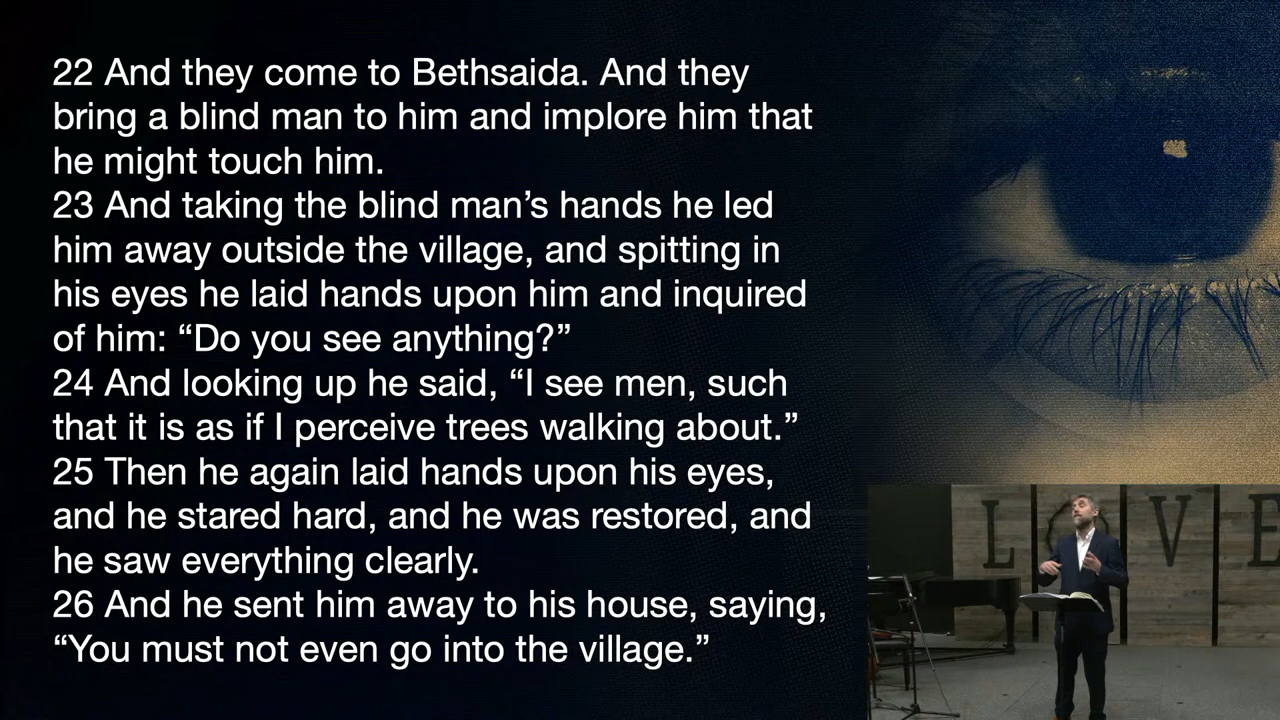 22 And they come to Bethsaida. And they
bring a blind man to him and implore him that
he might touch him.
23 And taking the blind man’s hands he led
him away outside the village, and spitting in
his eyes he laid hands upon him and inquired
of him: “Do you see anything?”
24 And looking up he said, “I see men, such
that it is as if I perceive trees walking about.”
25 Then he again laid hands upon his eyes,
and he stared hard, and he was restored, and
he saw everything clearly.
26 And he sent him away to his house, saying,
“You must not even go into the village.”
LOVE